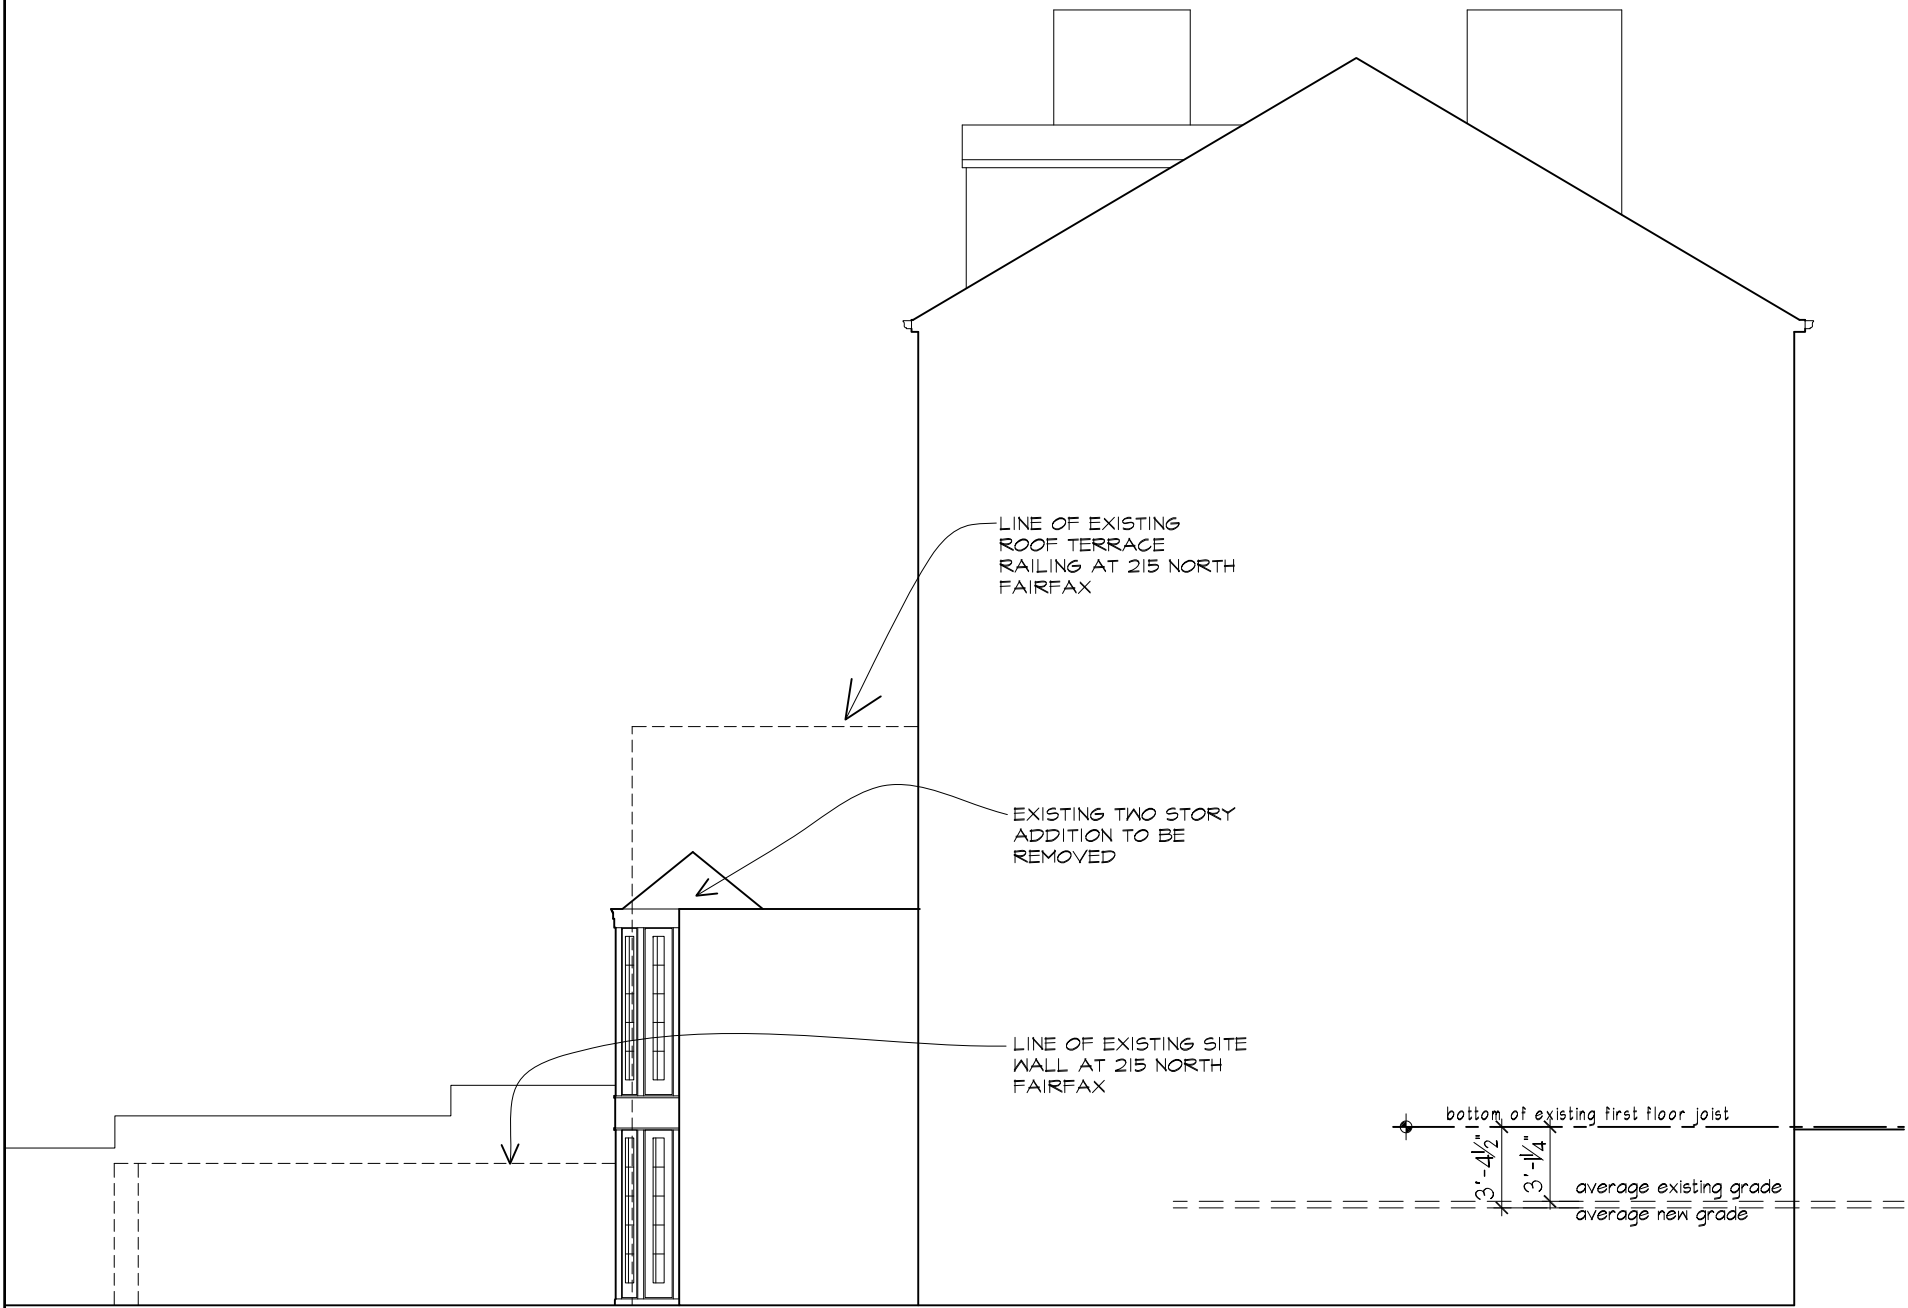 LINE OF EXISTING
ROOF TERRACE
RAILING AT 215 NORTH
FAIRFAX
EXISTING TWO STORY
ADDITION TO BE
REMOVED
LINE OF EXISTING SITE
WALL AT 215 NORTH
FAIRFAX
bottom of existing first floor joist
3'-4½"
3'-1¼"
average existing grade
average new grade